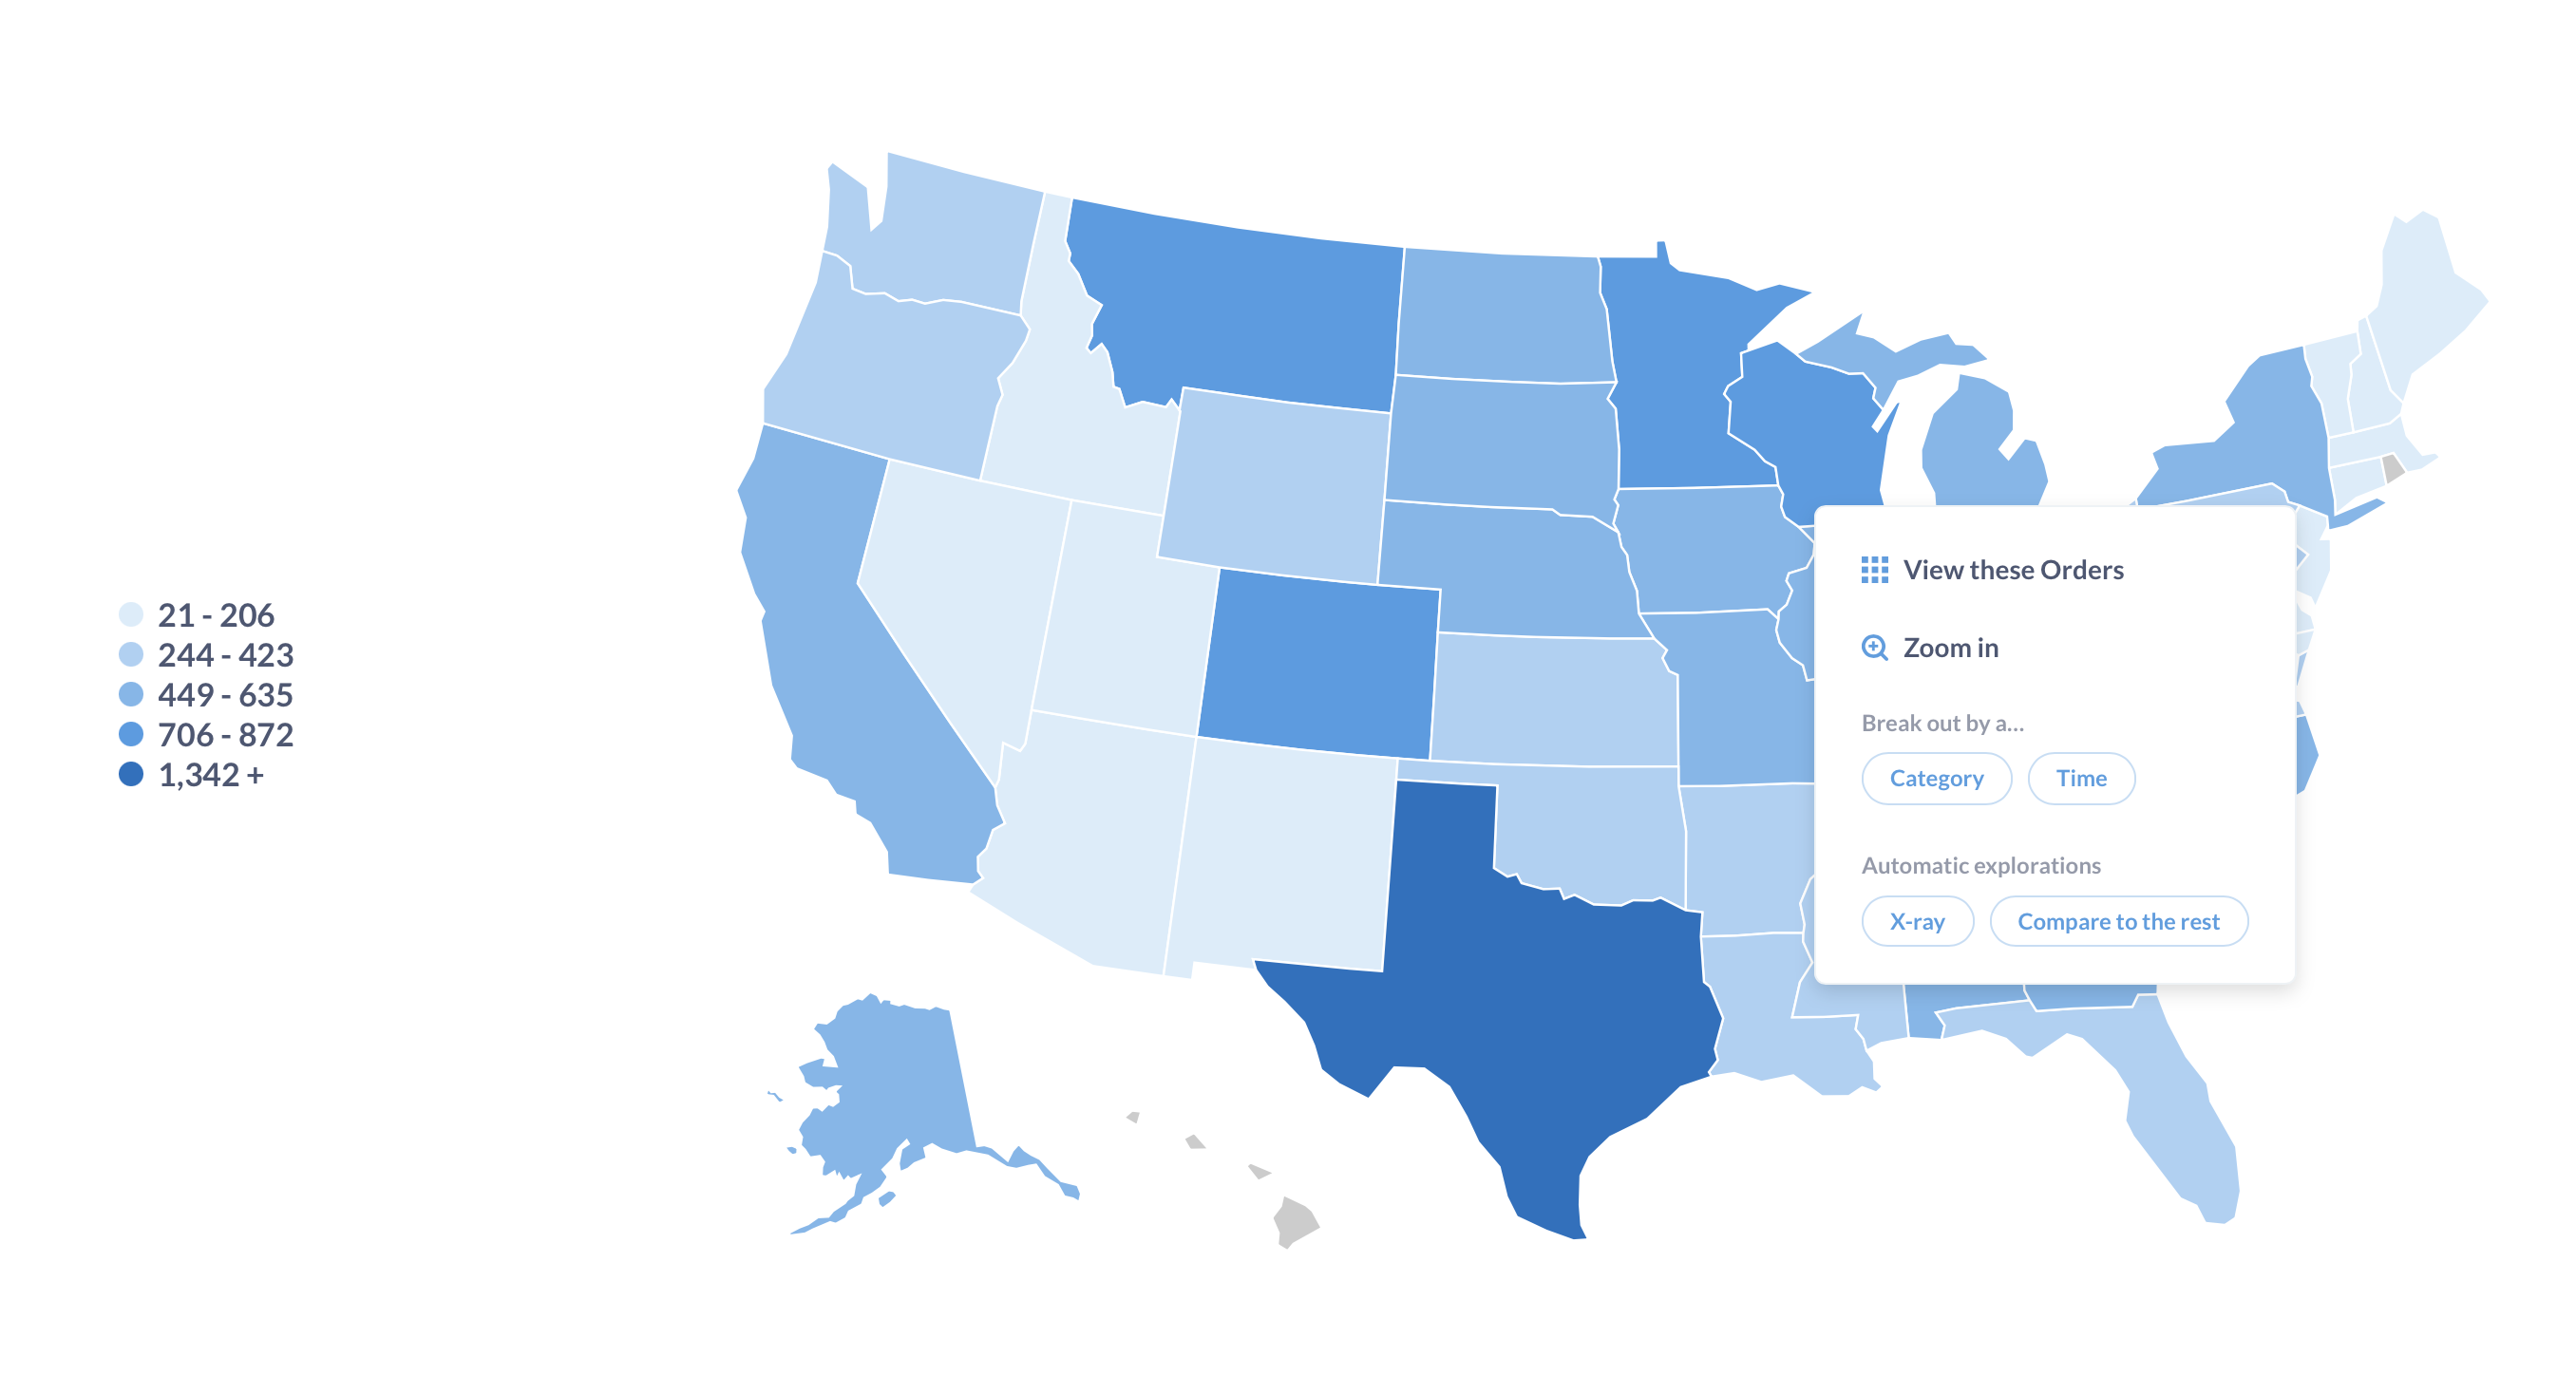 21 - 206
244 - 423
449 - 635
706 - 872
1,342 +
View these Orders
Zoom in
Break out by a...
Category Time
Automatic explorations
X-ray Compare to the rest